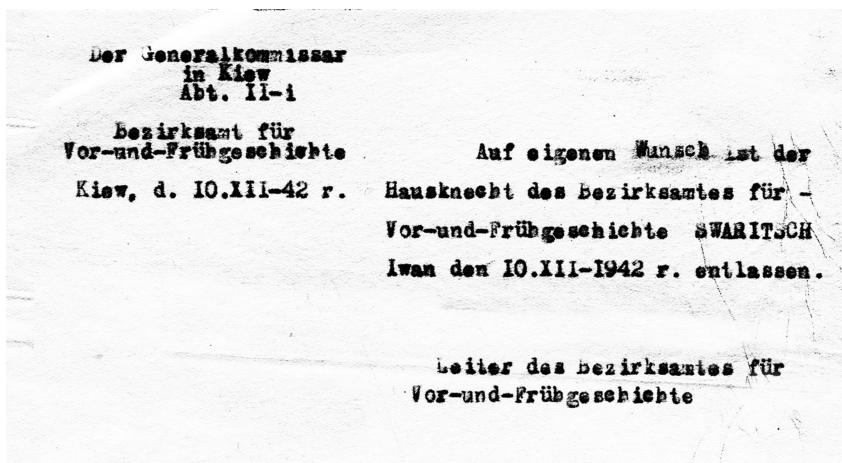 Der Generalkommissar
in Kiew
Abt. II-i
Bezirksamt für
Vor-und-Frühgeschichte
Kiew, d. IO.XII-42 r.
Auf eigenen Wunsch ist der
Hausknecht des Bezirksamtes für -
Vor-und-Frühgeschichte SWARITSCH
Iwan den IO.XII-I942 r. entlassen.
Leiter des Bezirksamtes für
Vor-und-Frühgeschichte